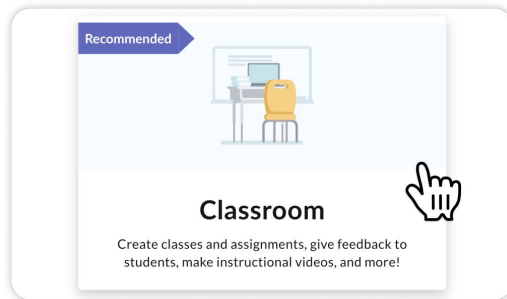 Recommended
Classroom
Create classes and assignments, give feedback to
students, make instructional videos, and more!